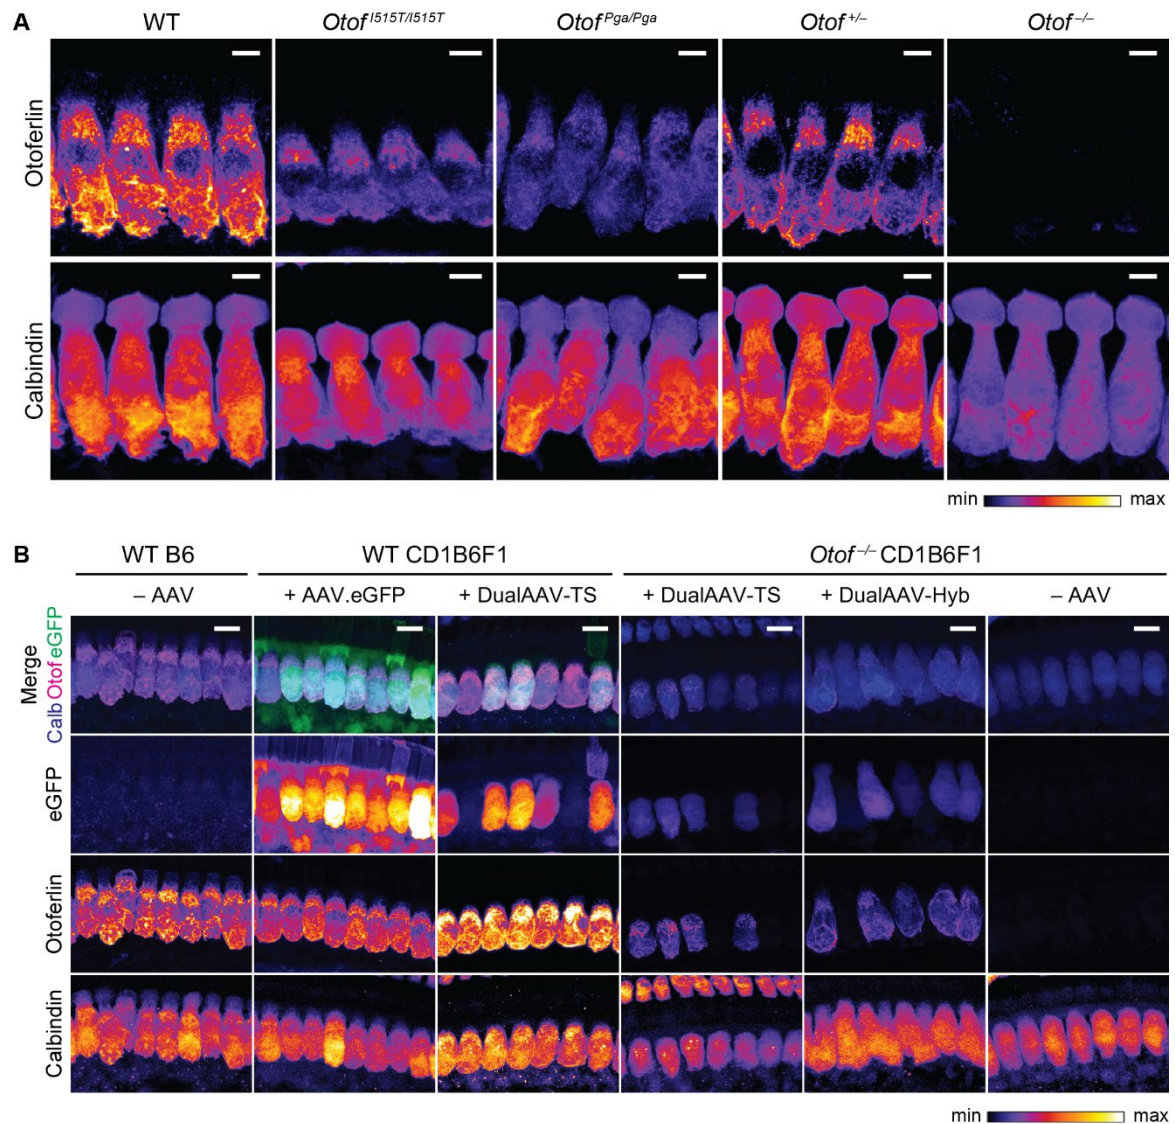 A
WT Otof I515T/I515T Otof Pga/Pga Otof +/– Otof –/–
Otoferlin
Calbindin
min max
B
WT B6 WT CD1B6F1 Otof –/– CD1B6F1
– AAV + AAV.eGFP + DualAAV-TS + DualAAV-TS + DualAAV-Hyb – AAV
Merge
Calb Otof eGFP
eGFP
Otoferlin
Calbindin
min max